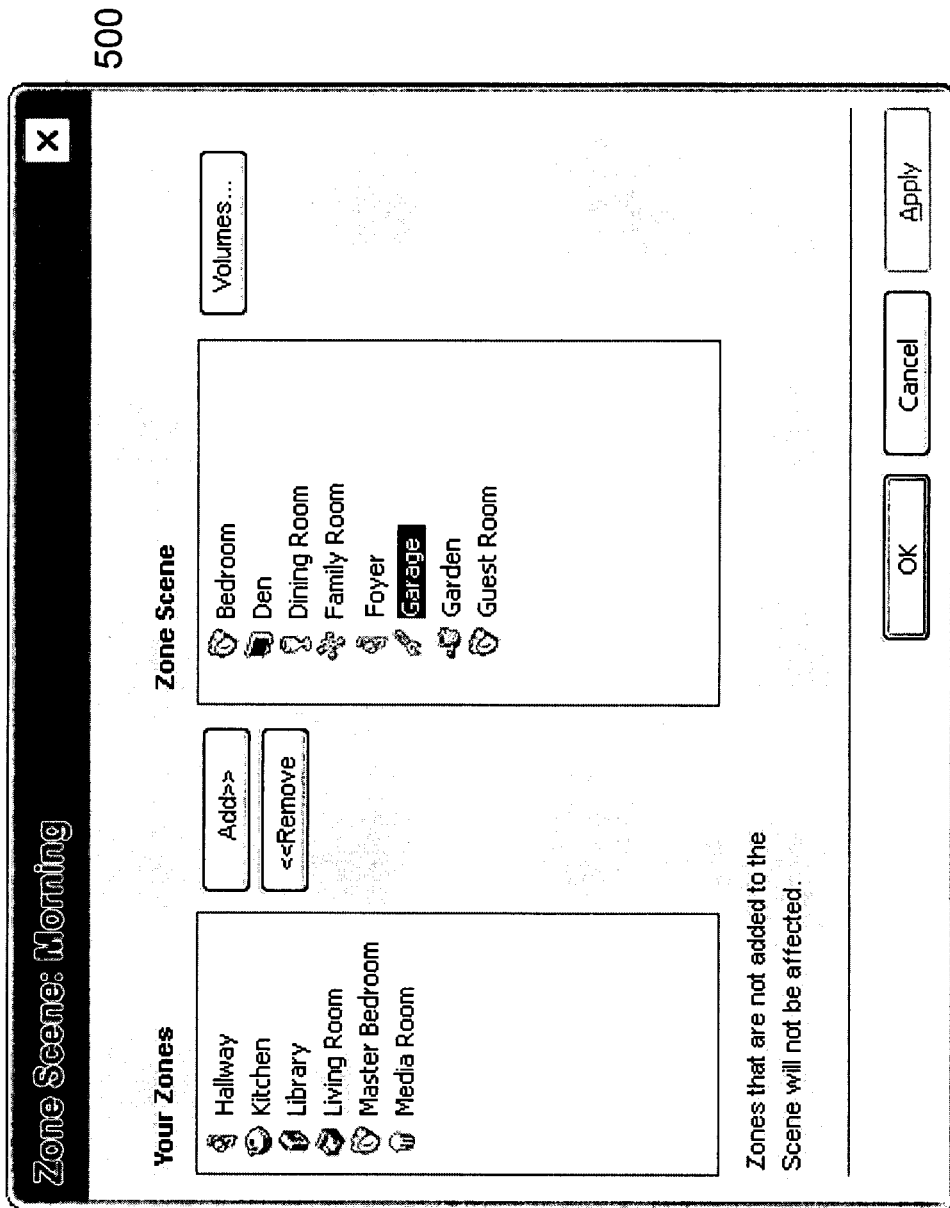 500
Zone Scene: Morning
Your Zones
Hallway
Kitchen
Library
Living Room
Master Bedroom
Media Room
Add>>
<<Remove
Zone Scene
Bedroom
Den
Dining Room
Family Room
Foyer
Garage
Garden
Guest Room
Volumes...
Zones that are not added to the
Scene will not be affected.
OK
Cancel
Apply